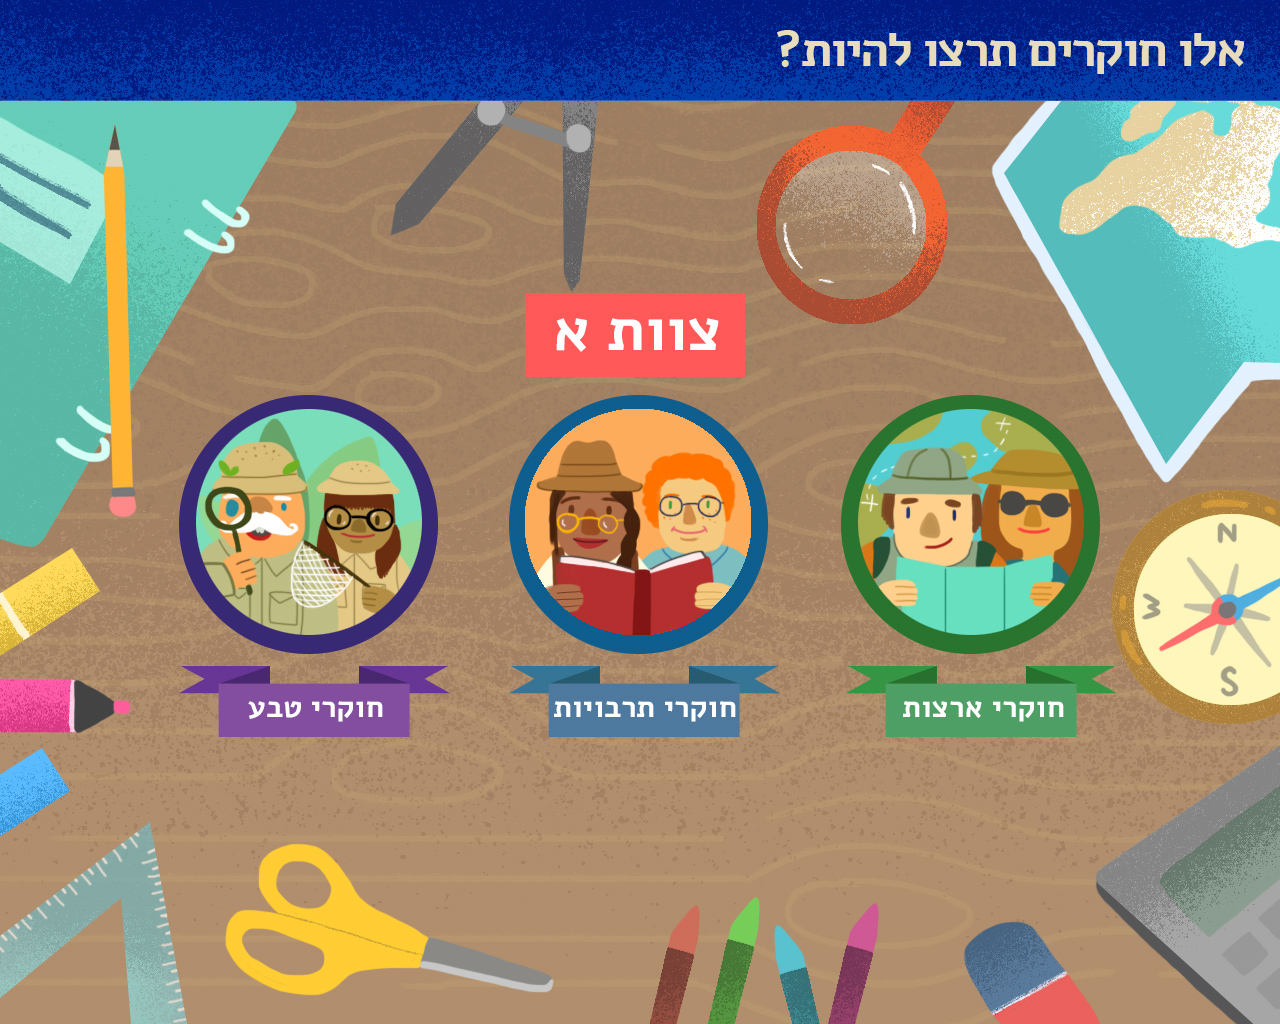 אלו חוקרים תרצו להיות?
צוות א
חוקרי ארצות
חוקרי תרבויות
חוקרי טבע
N
W
S